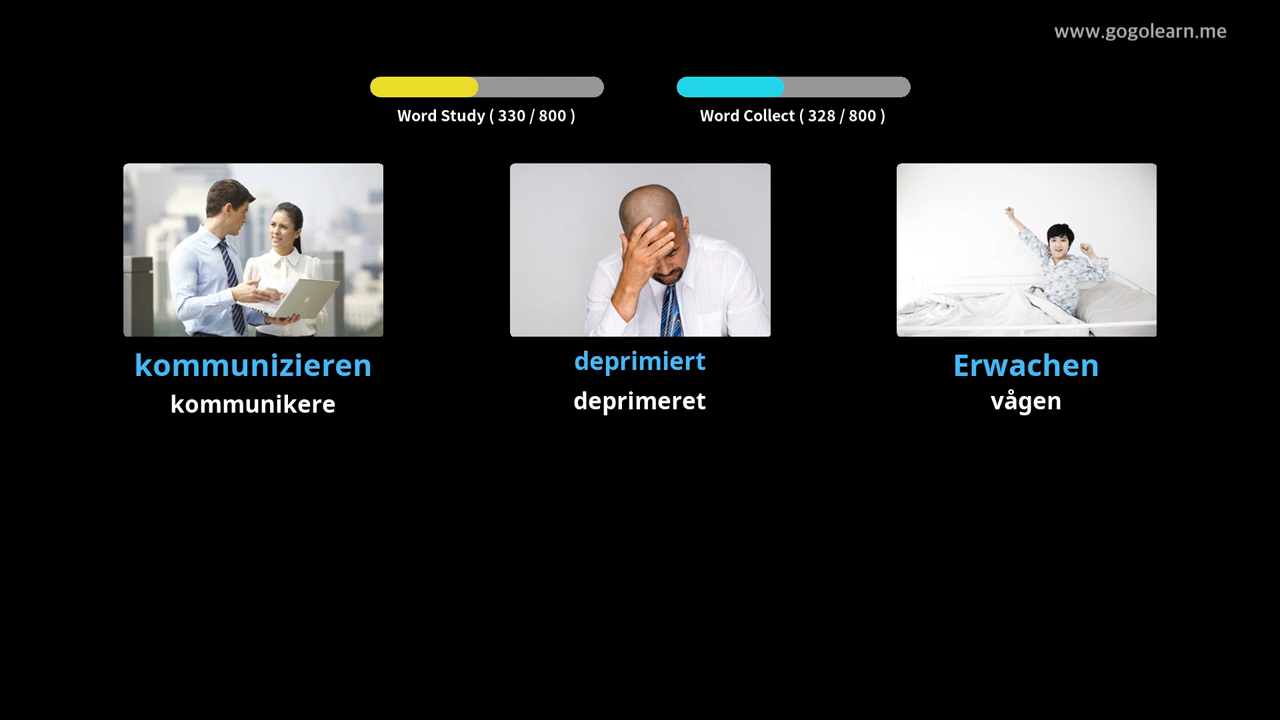 www.gogolearn.me
Word Study ( 330 / 800 )
Word Collect ( 328 / 800 )
kommunizieren
kommunikere
deprimiert
deprimeret
Erwachen
vågen